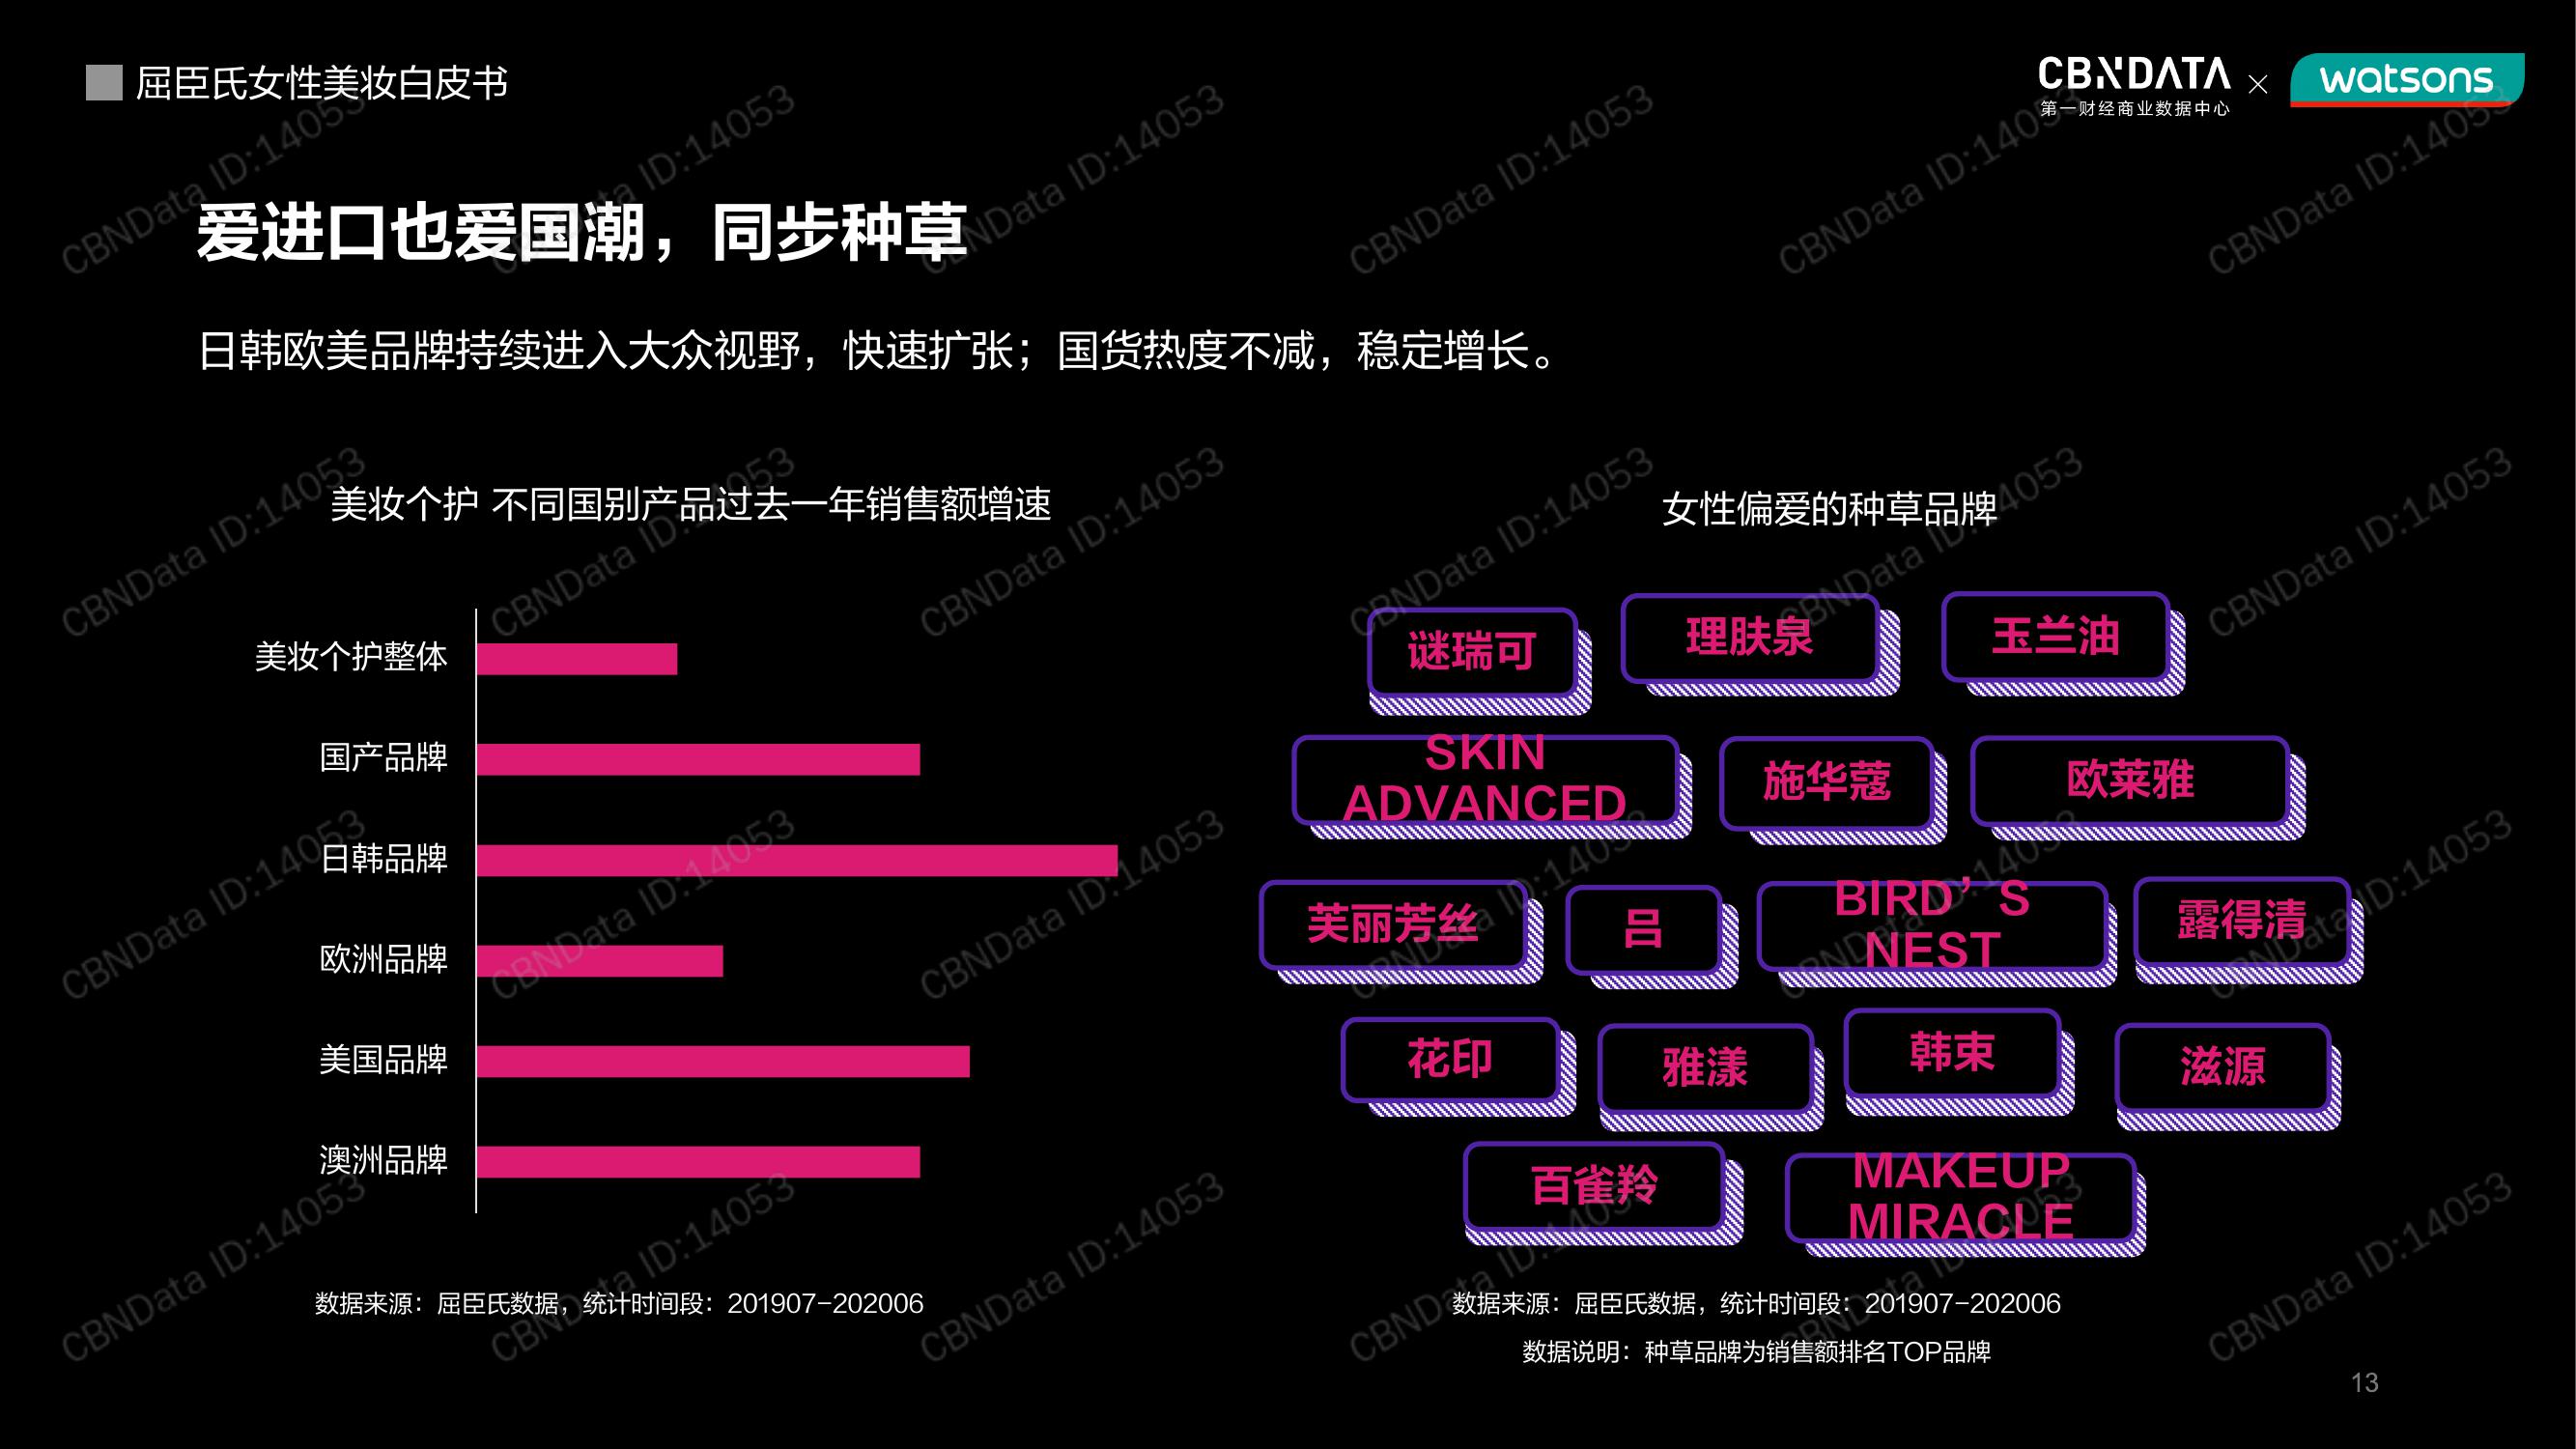 屈臣氏女性美妆白皮书
CBNDATA × watsons
第一财经商业数据中心
爱进口也爱国潮，同步种草
日韩欧美品牌持续进入大众视野，快速扩张；国货热度不减，稳定增长。
美妆个护 不同国别产品过去一年销售额增速
美妆个护整体
国产品牌
日韩品牌
欧洲品牌
美国品牌
澳洲品牌
数据来源：屈臣氏数据，统计时间段：201907-202006
女性偏爱的种草品牌
谜瑞可
理肤泉
玉兰油
SKIN
ADVANCED
施华蔻
欧莱雅
芙丽芳丝
吕
BIRD’S
NEST
露得清
花印
雅漾
韩束
滋源
百雀羚
MAKEUP
MIRACLE
数据来源：屈臣氏数据，统计时间段：201907-202006
数据说明：种草品牌为销售额排名TOP品牌
13
CBNData ID:14053